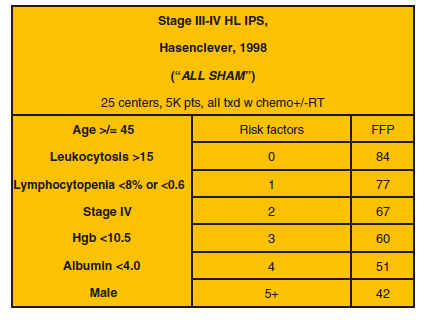 Stage III-IV HL IPS,
Hasenclever, 1998
("ALL SHAM")
25 centers, 5K pts, all txd w chemo+/-RT
Age >/= 45 Risk factors FFP
Leukocytosis >15 0 84
Lymphocytopenia <8% or <0.6 1 77
Stage IV 2 67
Hgb <10.5 3 60
Albumin <4.0 4 51
Male 5+ 42